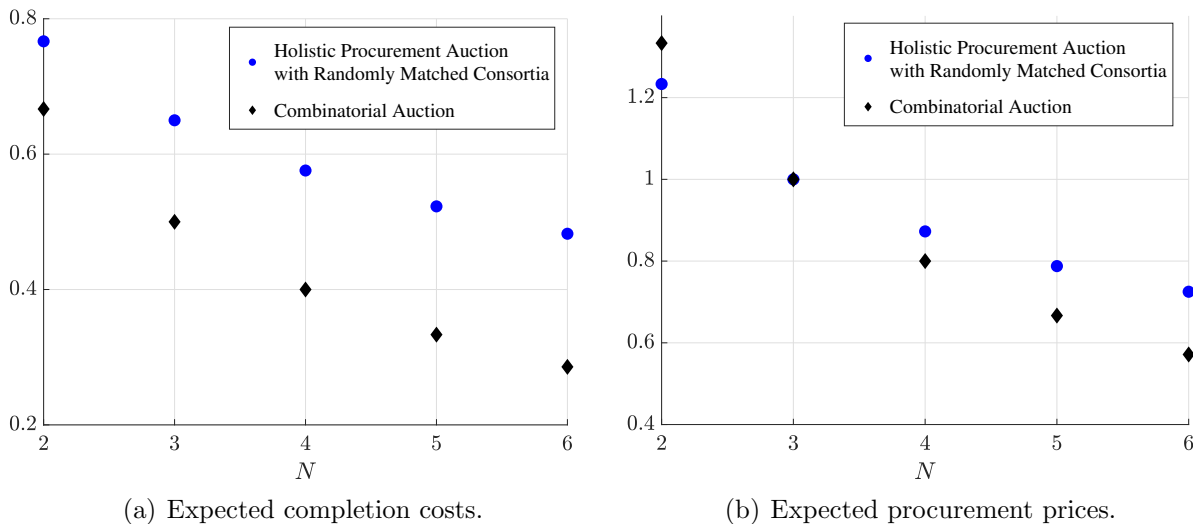 0.8
0.6
0.4
0.2
2
3
4
5
6
N
Holistic Procurement Auction
with Randomly Matched Consortia
Combinatorial Auction
(a) Expected completion costs.
1.2
1
0.8
0.6
0.4
2
3
4
5
6
N
Holistic Procurement Auction
with Randomly Matched Consortia
Combinatorial Auction
(b) Expected procurement prices.